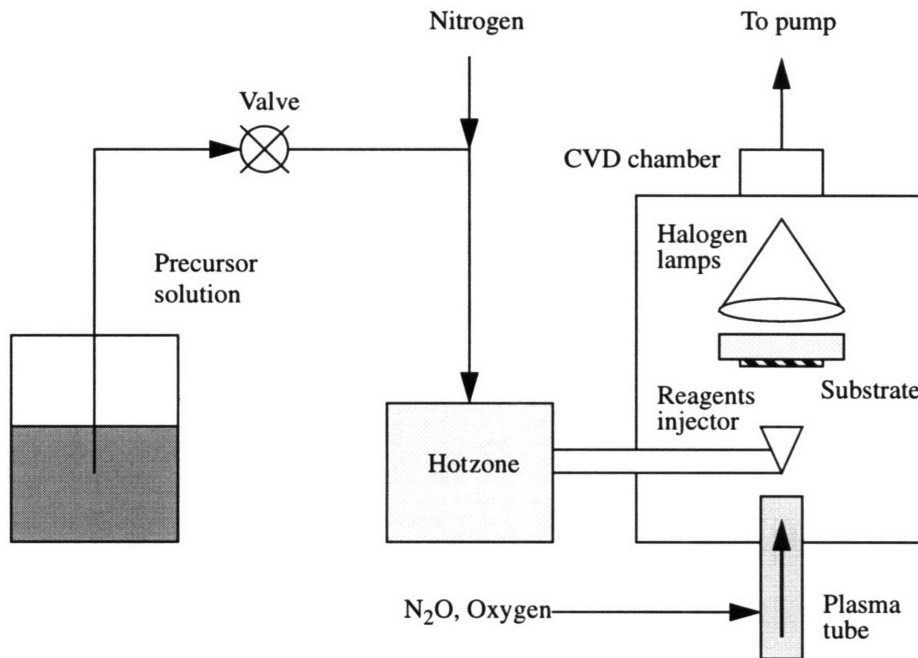 Nitrogen
To pump
Valve
CVD chamber
Halogen
lamps
Precursor
solution
Substrate
Reagents
injector
Hotzone
N₂O, Oxygen
Plasma
tube